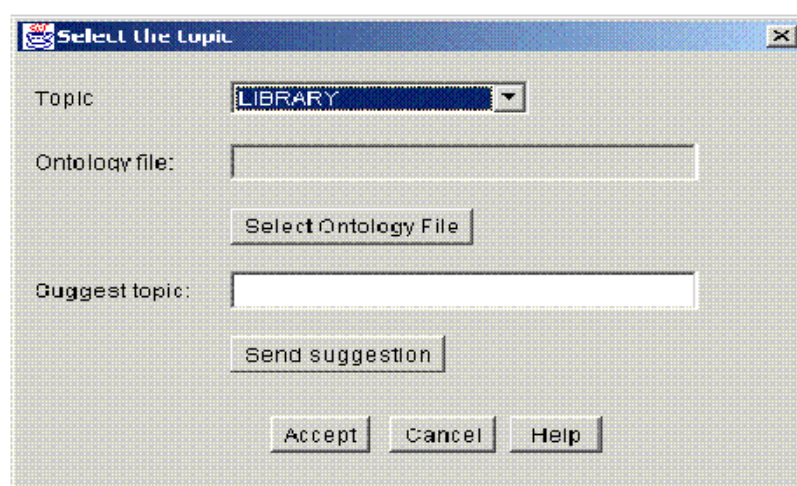 Select the topic
Topic LIBRARY
Ontology file:
Select Ontology File
Suggest topic:
Send suggestion
Accept Cancel Help